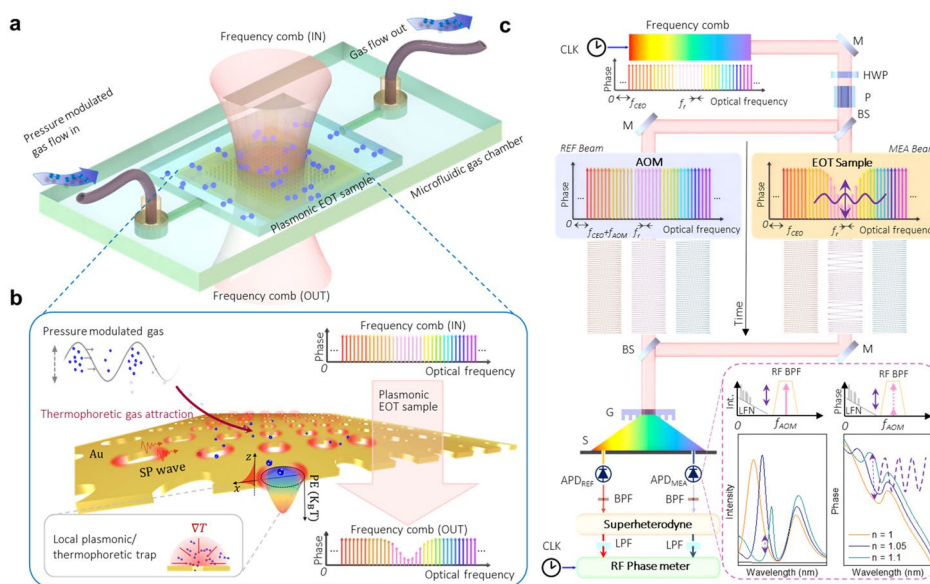 a
Frequency comb (IN)
Gas flow out
Pressure modulated
gas flow in
Plasmonic EOT sample
Microfluidic gas chamber
Frequency comb (OUT)
b
Pressure modulated gas
Thermophoretic gas attraction
Au
SP wave
z
x
PE (KBT)
∇T
Local plasmonic/
thermophoretic trap
Frequency comb (IN)
Phase
...
...
0
Optical frequency
Plasmonic
EOT sample
Frequency comb (OUT)
Phase
...
...
0
Optical frequency
c
Frequency comb
CLK
M
Phase
...
...
0
fCEO
fr
Optical frequency
HWP
P
BS
M
REF Beam
AOM
Phase
...
...
0
fCEO+fAOM
fr
Optical frequency
MEA Beam
EOT Sample
Phase
...
...
0
fCEO
fr
Optical frequency
Time
BS
M
G
S
APDREF
APDMEA
BPF
BPF
Superheterodyne
LPF
LPF
CLK
RF Phase meter
RF BPF
Int.
LFN
fAOM
RF BPF
Phase
LFN
fAOM
Intensity
Wavelength (nm)
Phase
n = 1
n = 1.05
n = 1.1
Wavelength (nm)